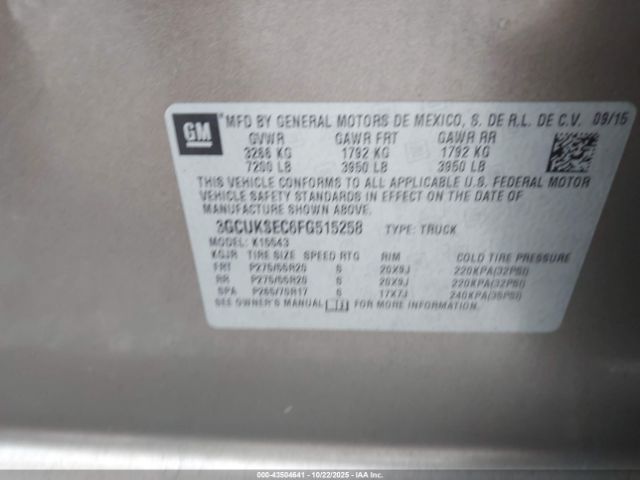 GM
MFD BY GENERAL MOTORS DE MEXICO, S. DE R.L. DE C.V. 09/15
GVWR GAWR FRT GAWR RR
3266 KG 1792 KG 1792 KG
7200 LB 3950 LB 3950 LB
THIS VEHICLE CONFORMS TO ALL APPLICABLE U.S. FEDERAL MOTOR
VEHICLE SAFETY STANDARDS IN EFFECT ON THE DATE OF
MANUFACTURE SHOWN ABOVE.
3GCUKSEC6FG515258 TYPE: TRUCK
MODEL: K15543
KGJR TIRE SIZE SPEED RTG RIM COLD TIRE PRESSURE
FRT P275/55R20 S 20X9J 220KPA(32PSI)
RR P275/55R20 S 20X9J 220KPA(32PSI)
SPA P265/70R17 S 17X7J 240KPA(35PSI)
SEE OWNER'S MANUAL FOR MORE INFORMATION.
000-43504641 | 10/22/2025 | IAA Inc.